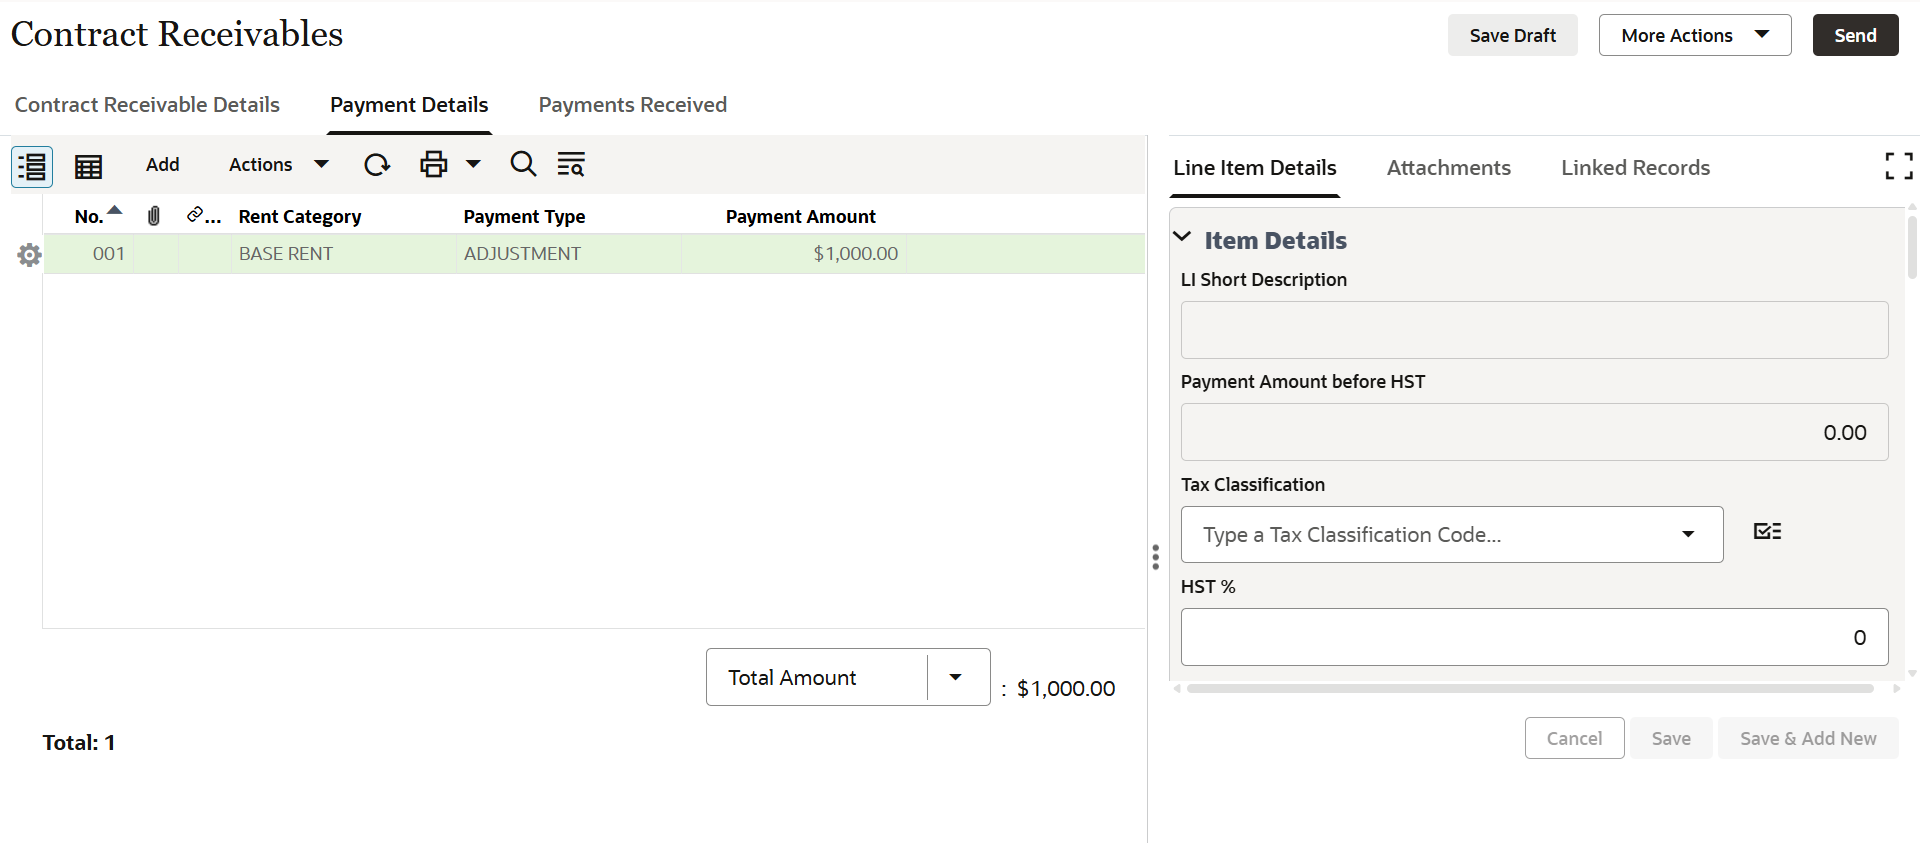 Contract Receivables
Save Draft
More Actions
Send
Contract Receivable Details
Payment Details
Payments Received
Add
Actions
Line Item Details
Attachments
Linked Records
No.
...
Rent Category
Payment Type
Payment Amount
001
BASE RENT
ADJUSTMENT
$1,000.00
Item Details
LI Short Description
Payment Amount before HST
0.00
Tax Classification
Type a Tax Classification Code...
HST %
0
Total Amount
: $1,000.00
Total: 1
Cancel
Save
Save & Add New